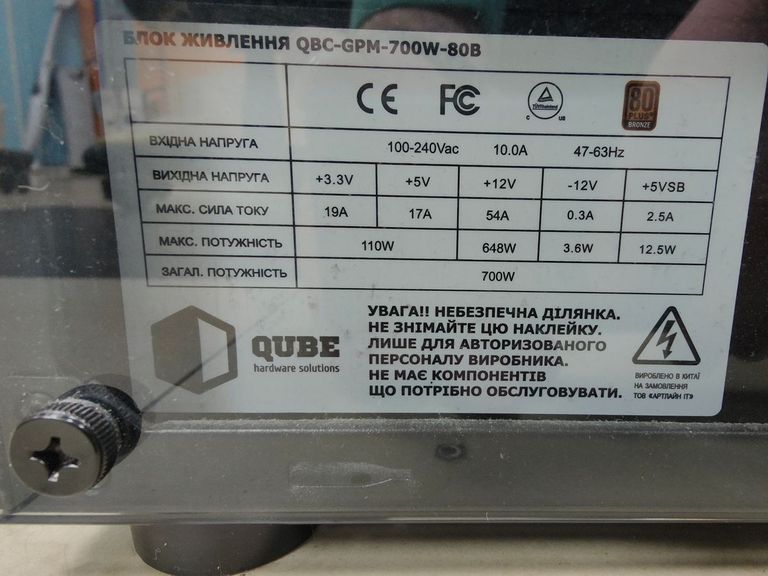 БЛОК ЖИВЛЕННЯ QBC-GPM-700W-80B
CE FC TÜVRheinland C US 80 PLUS BRONZE
ВХІДНА НАПРУГА 100-240Vac 10.0A 47-63Hz
ВИХІДНА НАПРУГА +3.3V +5V +12V -12V +5VSB
МАКС. СИЛА ТОКУ 19A 17A 54A 0.3A 2.5A
МАКС. ПОТУЖНІСТЬ 110W 648W 3.6W 12.5W
ЗАГАЛ. ПОТУЖНІСТЬ 700W
QUBE
hardware solutions
УВАГА!! НЕБЕЗПЕЧНА ДІЛЯНКА.
НЕ ЗНІМАЙТЕ ЦЮ НАКЛЕЙКУ.
ЛИШЕ ДЛЯ АВТОРИЗОВАНОГО
ПЕРСОНАЛУ ВИРОБНИКА.
НЕ МАЄ КОМПОНЕНТІВ
ЩО ПОТРІБНО ОБСЛУГОВУВАТИ.
ВИРОБЛЕНО В КИТАЇ
НА ЗАМОВЛЕННЯ
ТОВ «АРТЛАЙН ІТ»